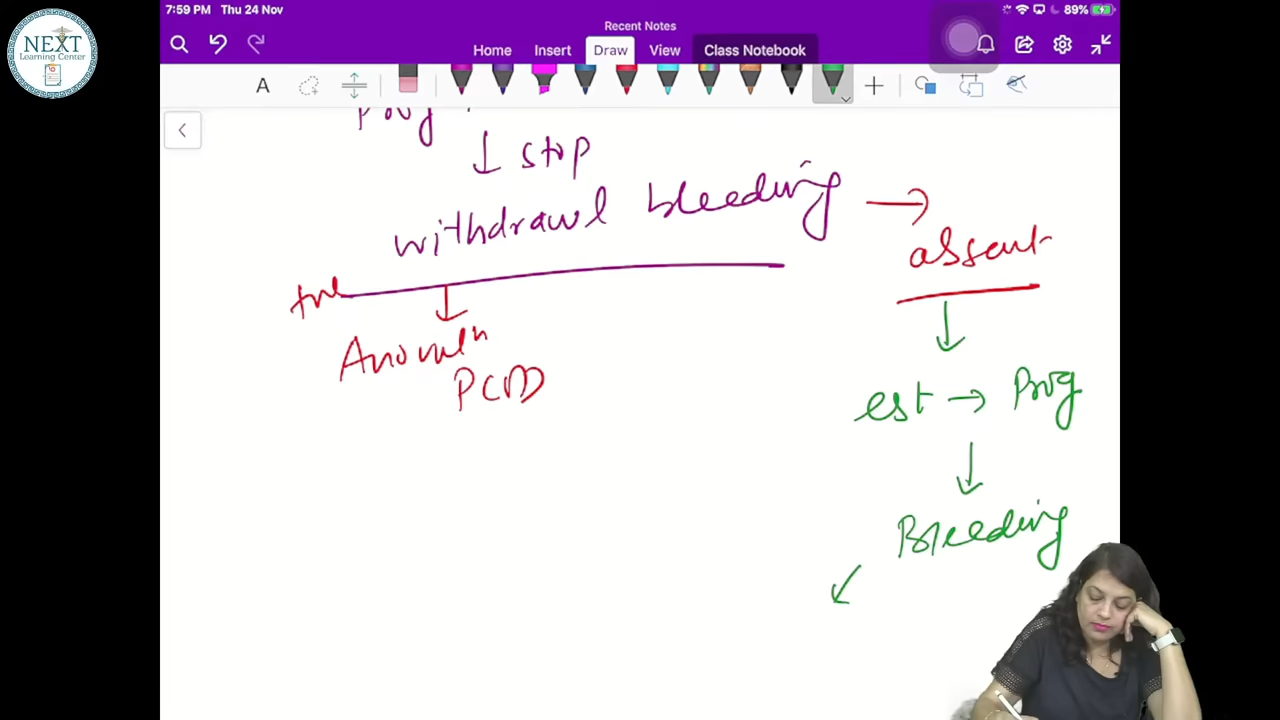 7:59 PM Thu 24 Nov
89%
Recent Notes
Home Insert Draw View Class Notebook
NEXT
Learning Center
A
Prog
↓ stop
withdrawl bleeding →
absent
+ve
↓
Anovulⁿ
PCOD
↓
est → Prog
↓
Bleeding
↙